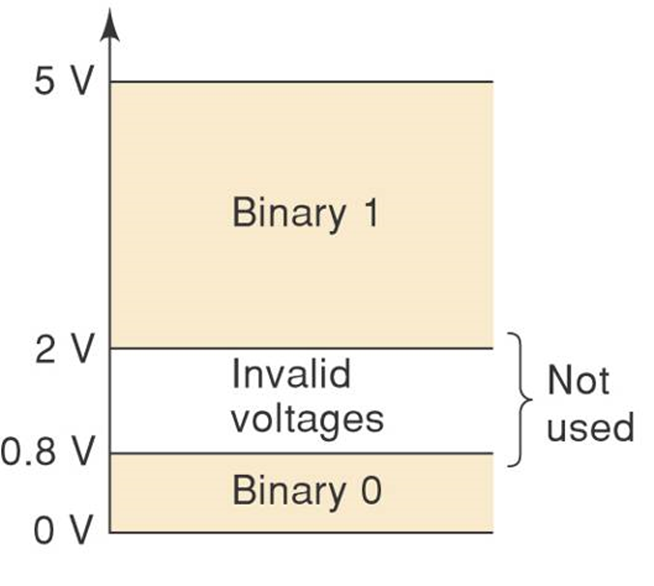 5 V
Binary 1
2 V
Invalid
voltages
Not
used
0.8 V
Binary 0
0 V